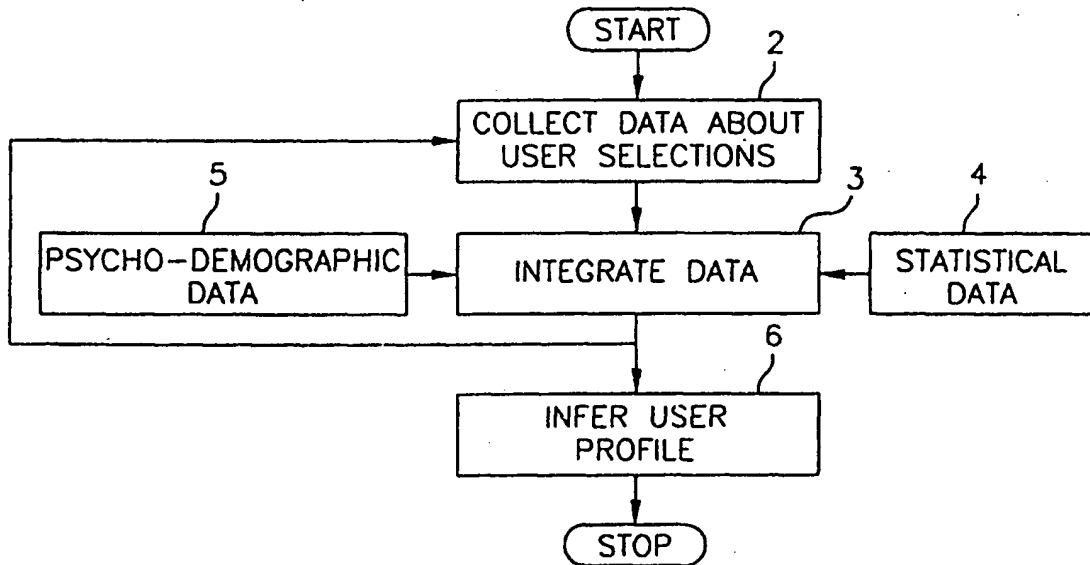 START
2
COLLECT DATA ABOUT
USER SELECTIONS
5
3
4
PSYCHO-DEMOGRAPHIC
DATA
INTEGRATE DATA
STATISTICAL
DATA
6
INFER USER
PROFILE
STOP